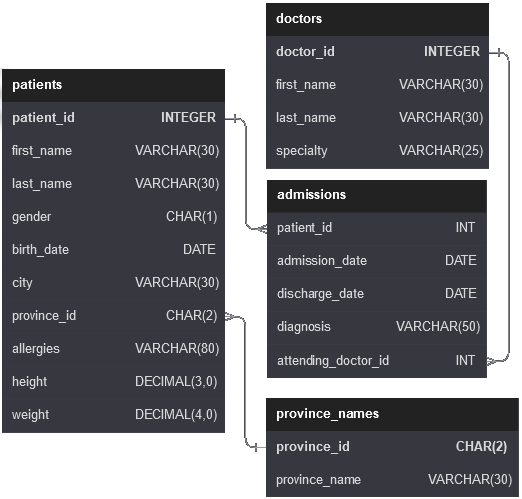 doctors
doctor_id INTEGER
first_name VARCHAR(30)
last_name VARCHAR(30)
specialty VARCHAR(25)
patients
patient_id INTEGER
first_name VARCHAR(30)
last_name VARCHAR(30)
gender CHAR(1)
birth_date DATE
city VARCHAR(30)
province_id CHAR(2)
allergies VARCHAR(80)
height DECIMAL(3,0)
weight DECIMAL(4,0)
admissions
patient_id INT
admission_date DATE
discharge_date DATE
diagnosis VARCHAR(50)
attending_doctor_id INT
province_names
province_id CHAR(2)
province_name VARCHAR(30)